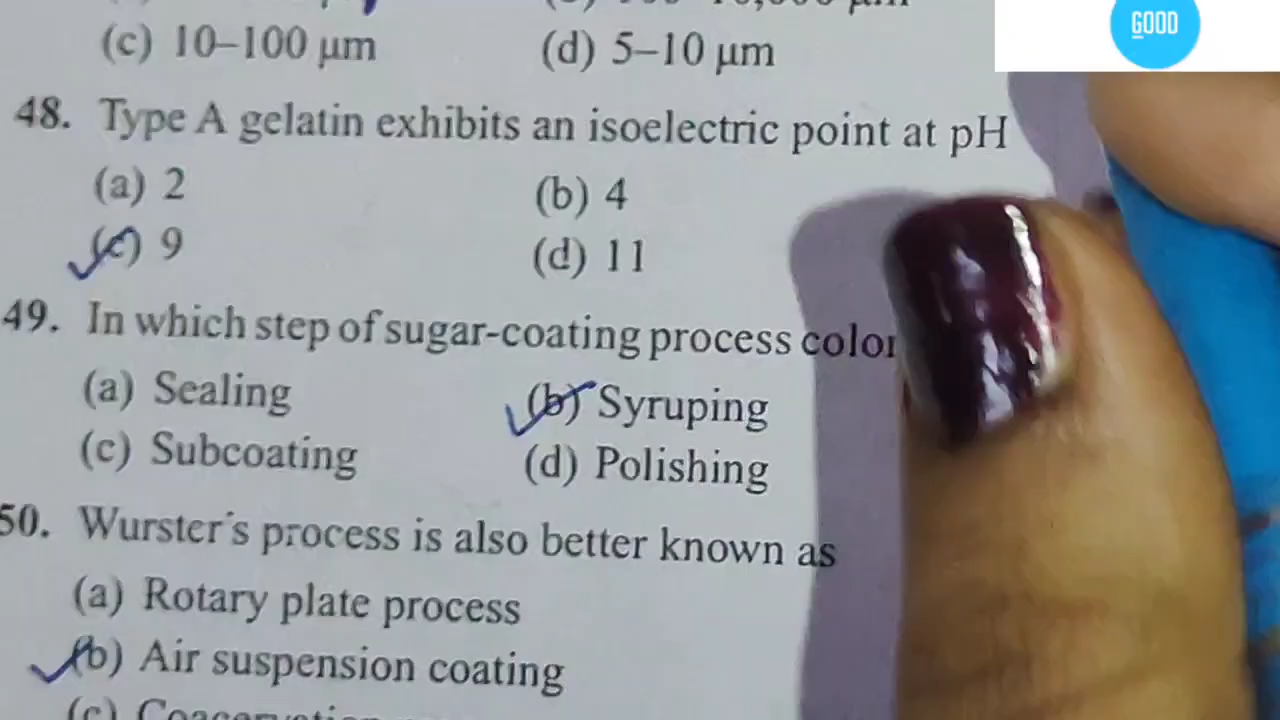 (c) 10–100 μm (d) 5–10 μm
GOOD
48. Type A gelatin exhibits an isoelectric point at pH
(a) 2 (b) 4
(c) 9 (d) 11
49. In which step of sugar-coating process
(a) Sealing (b) Syruping
(c) Subcoating (d) Polishing
50. Wurster's process is also better known as
(a) Rotary plate process
(b) Air suspension coating